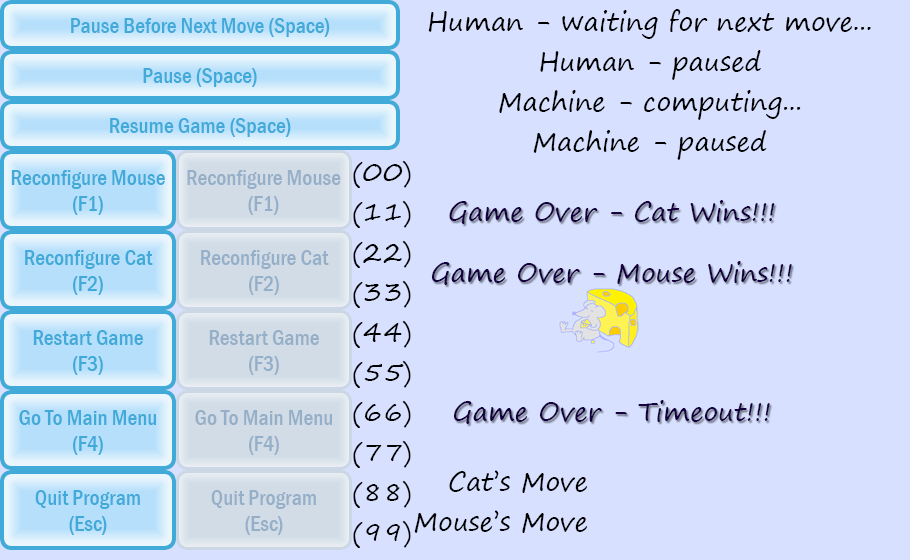 Pause Before Next Move (Space)
Pause (Space)
Resume Game (Space)
Human - waiting for next move...
Human - paused
Machine - computing...
Machine - paused
Reconfigure Mouse
(F1)
Reconfigure Mouse
(F1)
Reconfigure Cat
(F2)
Reconfigure Cat
(F2)
Restart Game
(F3)
Restart Game
(F3)
Go To Main Menu
(F4)
Go To Main Menu
(F4)
Quit Program
(Esc)
Quit Program
(Esc)
(00)
(11)
(22)
(33)
(44)
(55)
(66)
(77)
(88)
(99)
Game Over - Cat Wins!!!
Game Over - Mouse Wins!!!
Game Over - Timeout!!!
Cat's Move
Mouse's Move